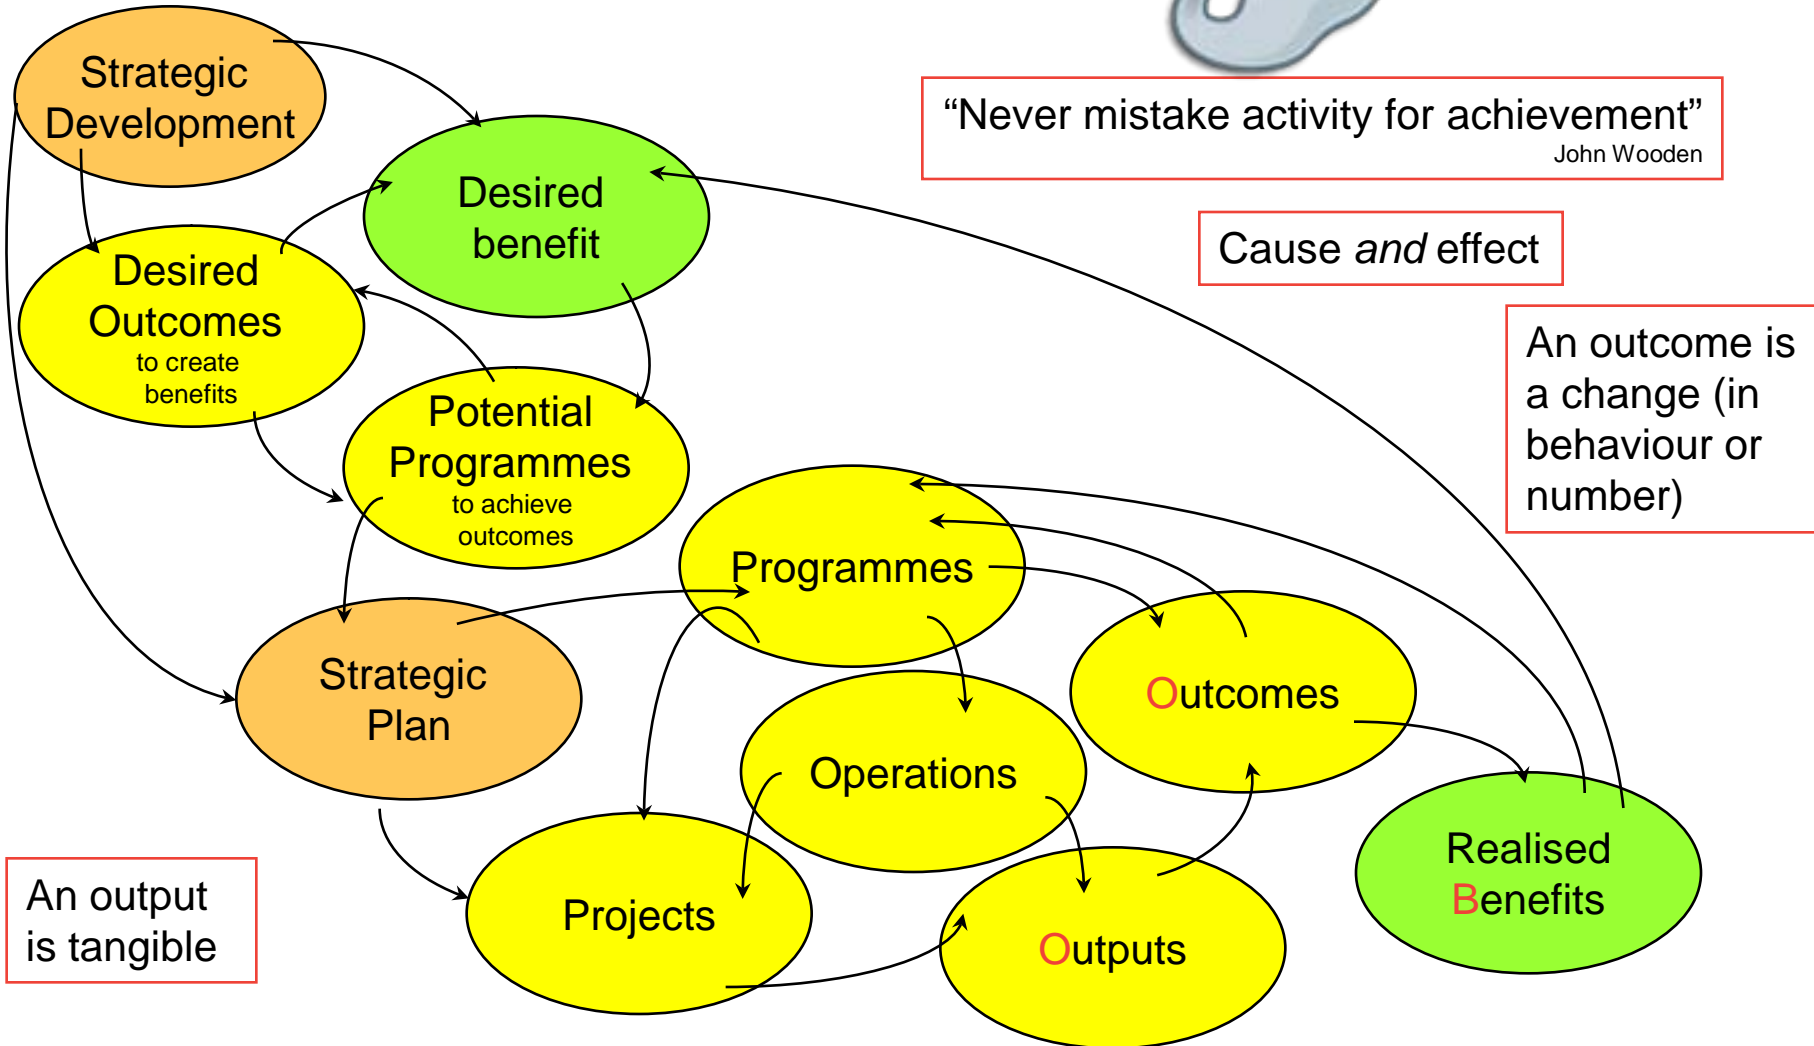 Strategic
Development
“Never mistake activity for achievement”
John Wooden
Desired
benefit
Cause and effect
Desired
Outcomes
to create
benefits
An outcome is
a change (in
behaviour or
number)
Potential
Programmes
to achieve
outcomes
Programmes
Strategic
Plan
Outcomes
Operations
Realised
Benefits
An output
is tangible
Projects
Outputs